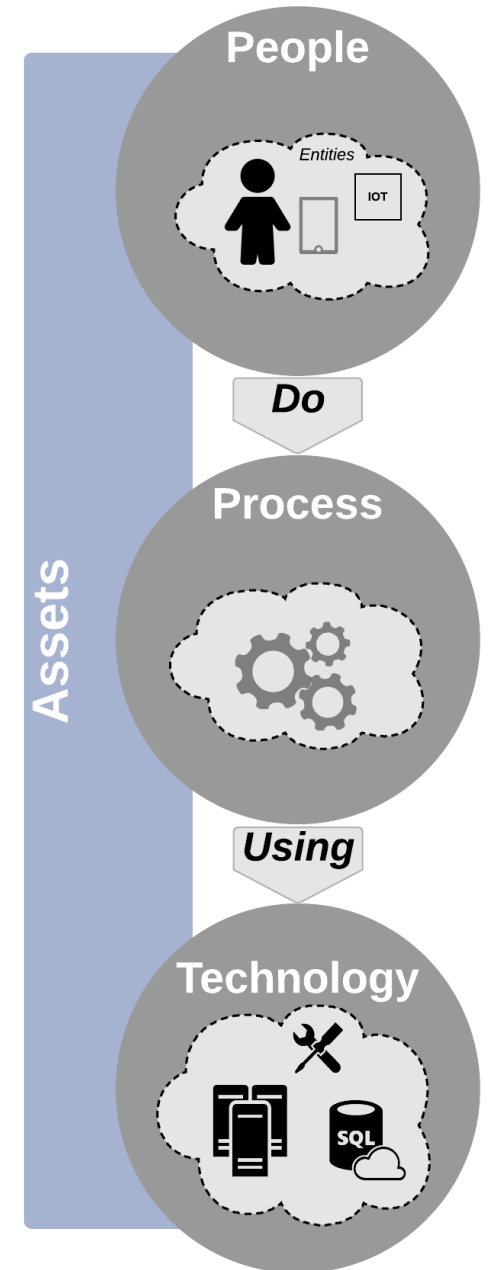 People
Entities
IOT
Do
Process
Assets
Using
Technology
SQL